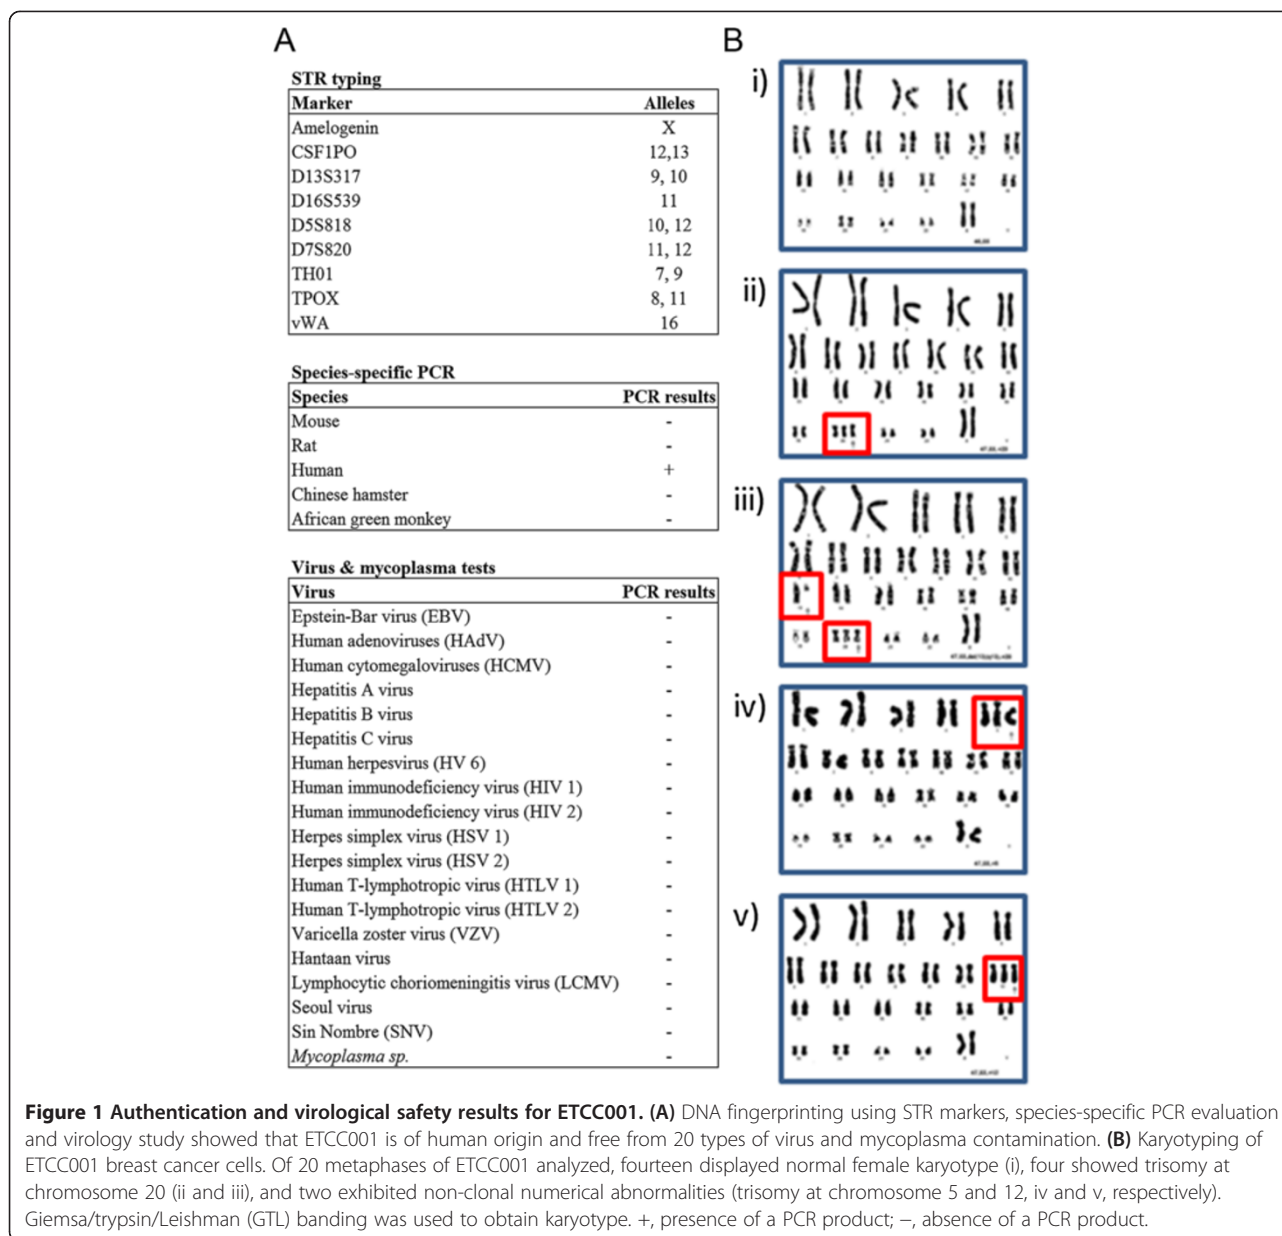 A
B
STR typing
Marker Alleles
Amelogenin X
CSF1PO 12,13
D13S317 9, 10
D16S539 11
D5S818 10, 12
D7S820 11, 12
TH01 7, 9
TPOX 8, 11
vWA 16
Species-specific PCR
Species PCR results
Mouse -
Rat -
Human +
Chinese hamster -
African green monkey -
Virus & mycoplasma tests
Virus PCR results
Epstein-Bar virus (EBV) -
Human adenoviruses (HAdV) -
Human cytomegaloviruses (HCMV) -
Hepatitis A virus -
Hepatitis B virus -
Hepatitis C virus -
Human herpesvirus (HV 6) -
Human immunodeficiency virus (HIV 1) -
Human immunodeficiency virus (HIV 2) -
Herpes simplex virus (HSV 1) -
Herpes simplex virus (HSV 2) -
Human T-lymphotropic virus (HTLV 1) -
Human T-lymphotropic virus (HTLV 2) -
Varicella zoster virus (VZV) -
Hantaan virus -
Lymphocytic choriomeningitis virus (LCMV) -
Seoul virus -
Sin Nombre (SNV) -
Mycoplasma sp. -
i)
ii)
iii)
iv)
v)
Figure 1 Authentication and virological safety results for ETCC001. (A) DNA fingerprinting using STR markers, species-specific PCR evaluation
and virology study showed that ETCC001 is of human origin and free from 20 types of virus and mycoplasma contamination. (B) Karyotyping of
ETCC001 breast cancer cells. Of 20 metaphases of ETCC001 analyzed, fourteen displayed normal female karyotype (i), four showed trisomy at
chromosome 20 (ii and iii), and two exhibited non-clonal numerical abnormalities (trisomy at chromosome 5 and 12, iv and v, respectively).
Giemsa/trypsin/Leishman (GTL) banding was used to obtain karyotype. +, presence of a PCR product; −, absence of a PCR product.